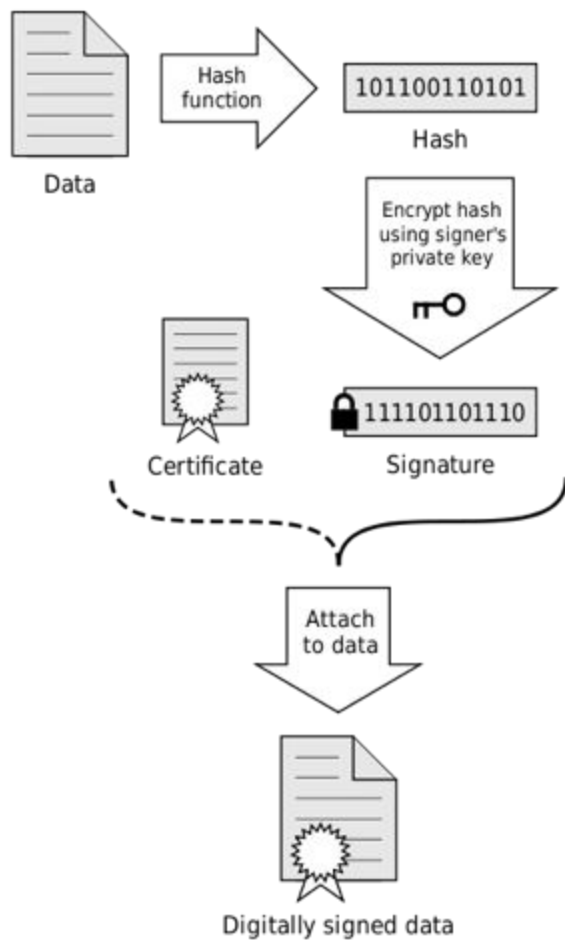 Hash
function
101100110101
Hash
Data
Encrypt hash
using signer's
private key
111101101110
Certificate
Signature
Attach
to data
Digitally signed data